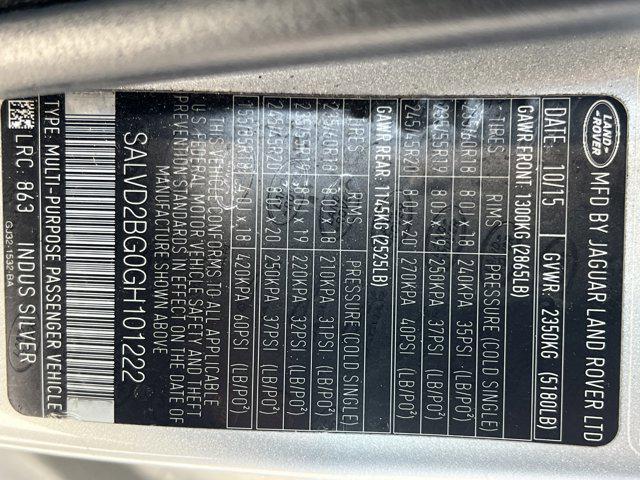 LAND
ROVER
MFD BY JAGUAR LAND ROVER LTD
DATE: 10/15 GVWR: 2350KG (5180LB)
GAWR FRONT: 1300KG (2865LB)
TIRES RIMS PRESSURE (COLD SINGLE)
235/60R18 8.0J x 18 240KPA 35PSI (LB/PO²)
235/55R19 8.0J x 19 250KPA 37PSI (LB/PO²)
245/45R20 8.0J x 20 270KPA 40PSI (LB/PO²)
GAWR REAR: 1145KG (2525LB)
TIRES RIMS PRESSURE (COLD SINGLE)
18 210KPA 31PSI (LB/PO²)
x 19 220KPA 32PSI (LB/PO²)
245/45R20 8.0J x 20 250KPA 37PSI (LB/PO²)
x 18 420KPA 60PSI (LB/PO²)
THIS VEHICLE CONFORMS TO ALL APPLICABLE
U.S FEDERAL MOTOR VEHICLE SAFETY AND THEFT
PREVENTION STANDARDS IN EFFECT ON THE DATE OF
MANUFACTURE SHOWN ABOVE
SALVD2BG0GH101222
TYPE: MULTI-PURPOSE PASSENGER VEHICLE
LRC: 863 INDUS SILVER
GJ32-1532-BA